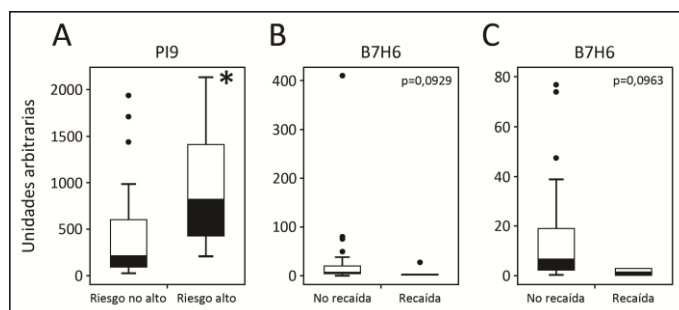 A
PI9
Unidades arbitrarias
2000
1500
1000
500
0
*
Riesgo no alto
Riesgo alto
B
B7H6
p=0,0929
400
300
200
100
0
No recaída
Recaída
C
B7H6
p=0,0963
80
60
40
20
0
No recaída
Recaída